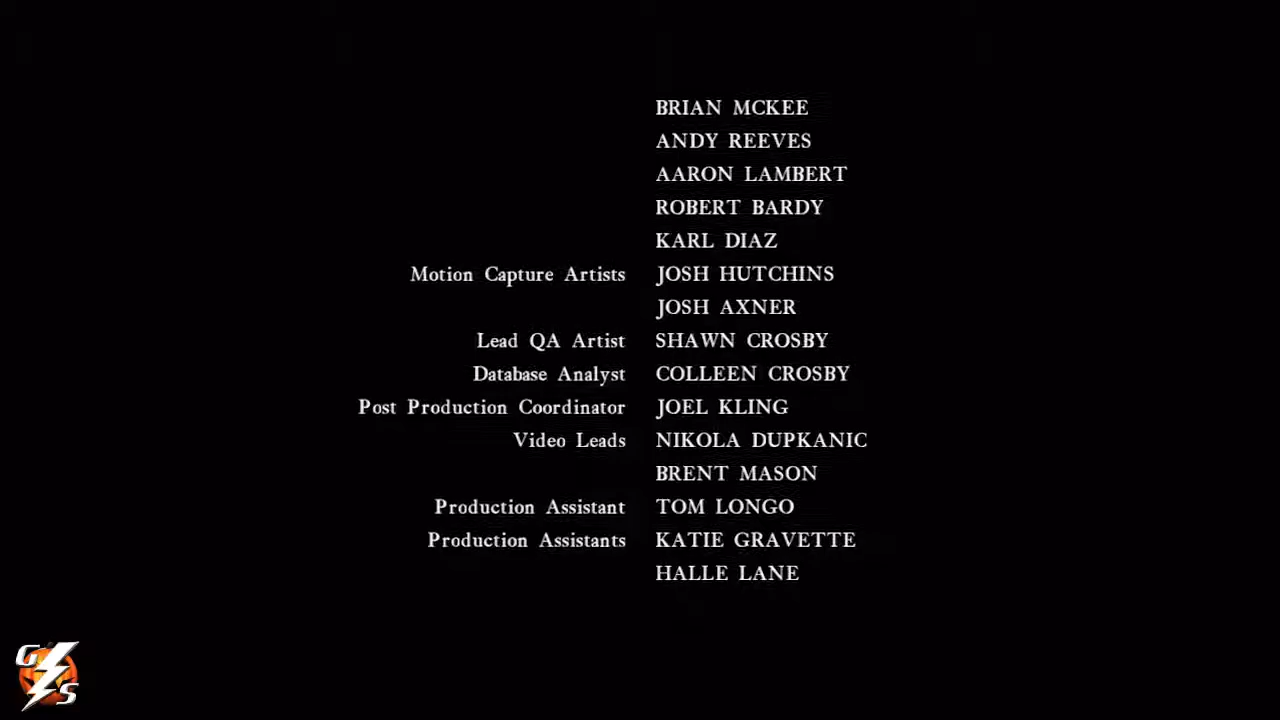 BRIAN MCKEE
ANDY REEVES
AARON LAMBERT
ROBERT BARDY
KARL DIAZ
Motion Capture Artists JOSH HUTCHINS
JOSH AXNER
Lead QA Artist SHAWN CROSBY
Database Analyst COLLEEN CROSBY
Post Production Coordinator JOEL KLING
Video Leads NIKOLA DUPKANIC
BRENT MASON
Production Assistant TOM LONGO
Production Assistants KATIE GRAVETTE
HALLE LANE
G S